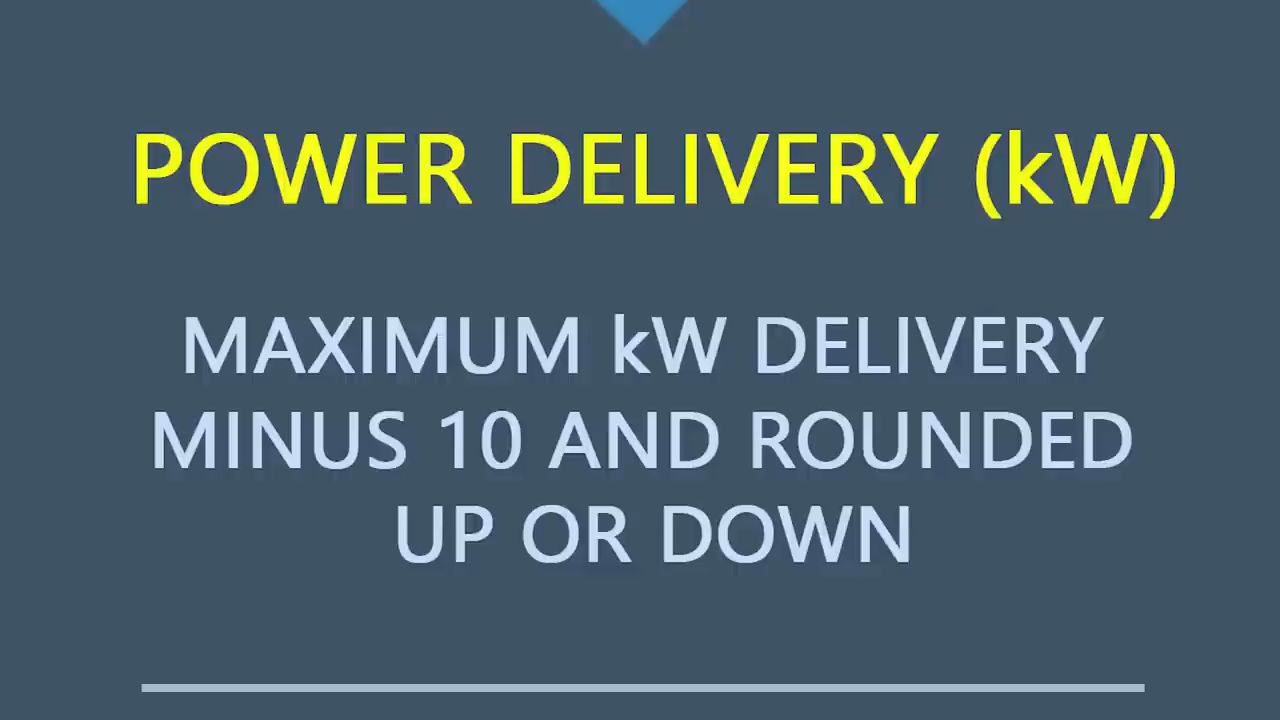 POWER DELIVERY (kW)
MAXIMUM kW DELIVERY
MINUS 10 AND ROUNDED
UP OR DOWN